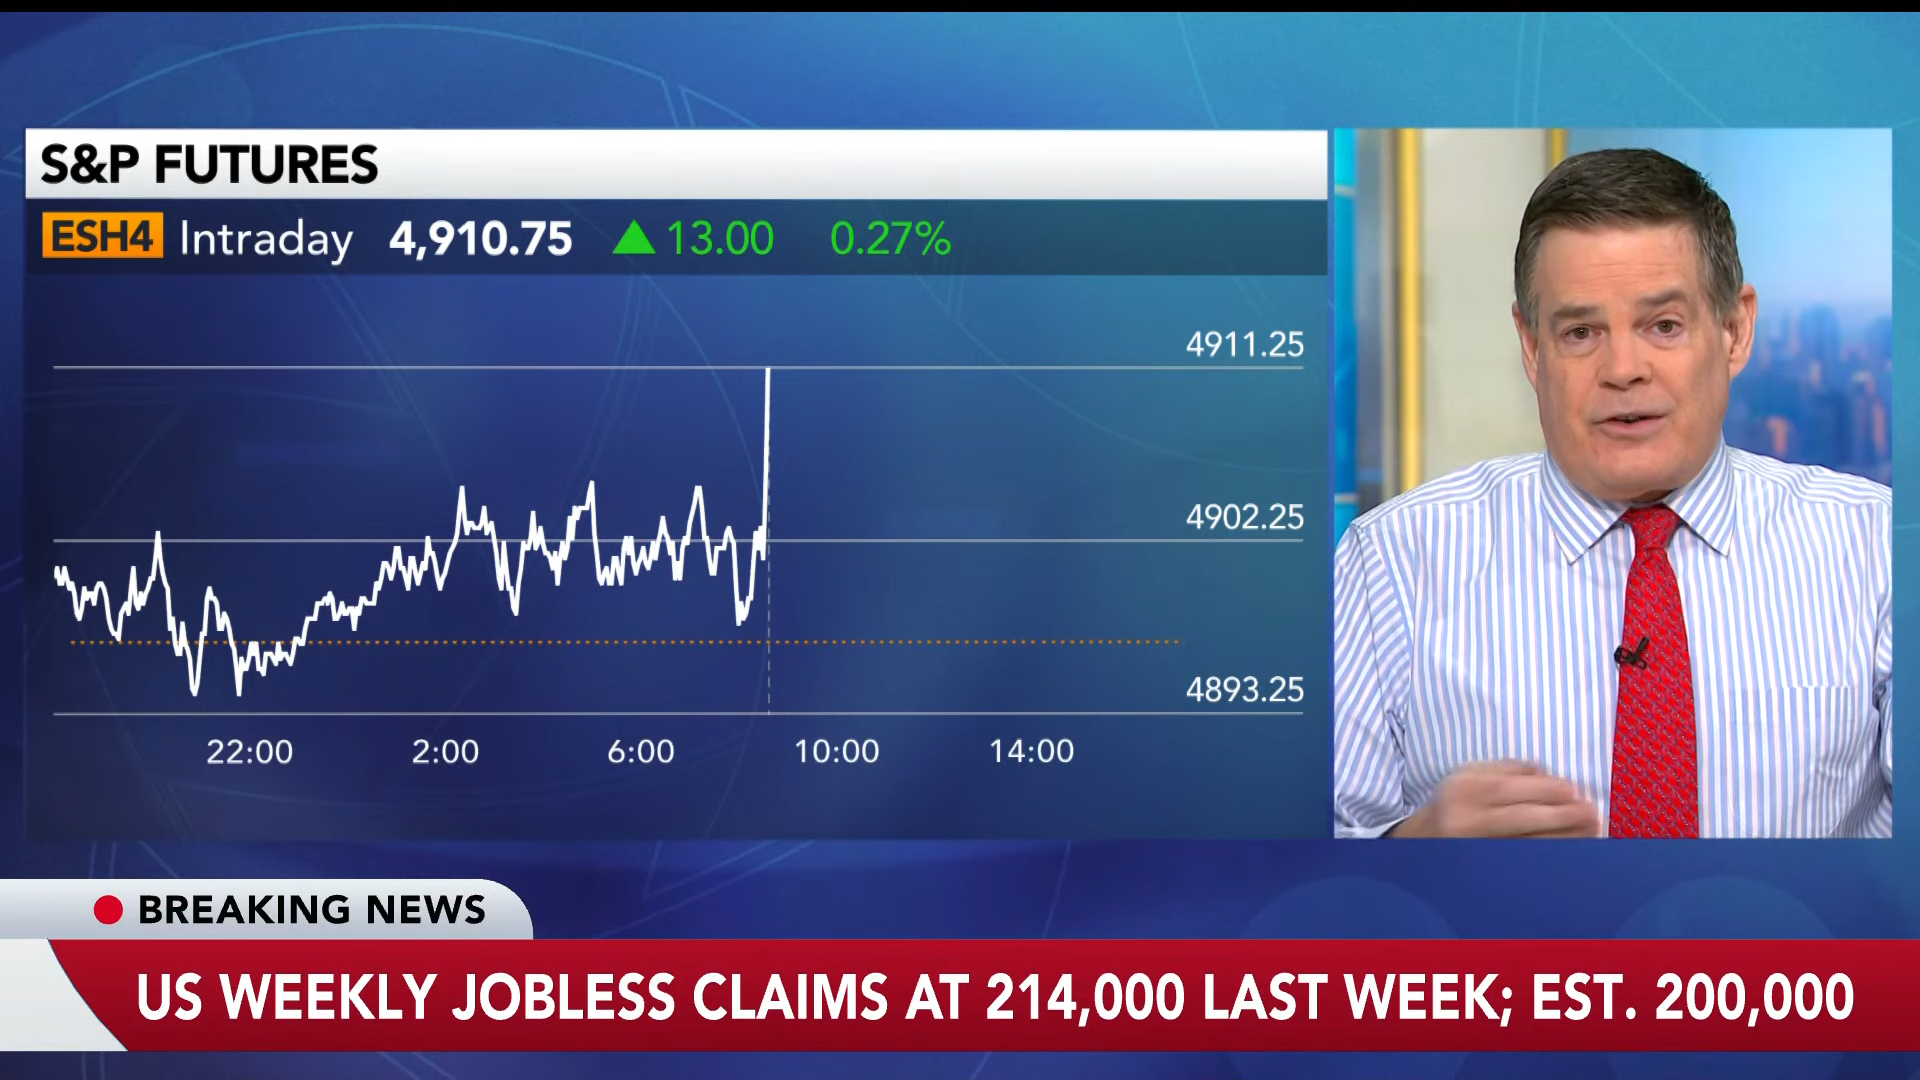 S&P FUTURES
ESH4 Intraday 4,910.75 ▲ 13.00 0.27%
4911.25
4902.25
4893.25
22:00 2:00 6:00 10:00 14:00
BREAKING NEWS
US WEEKLY JOBLESS CLAIMS AT 214,000 LAST WEEK; EST. 200,000